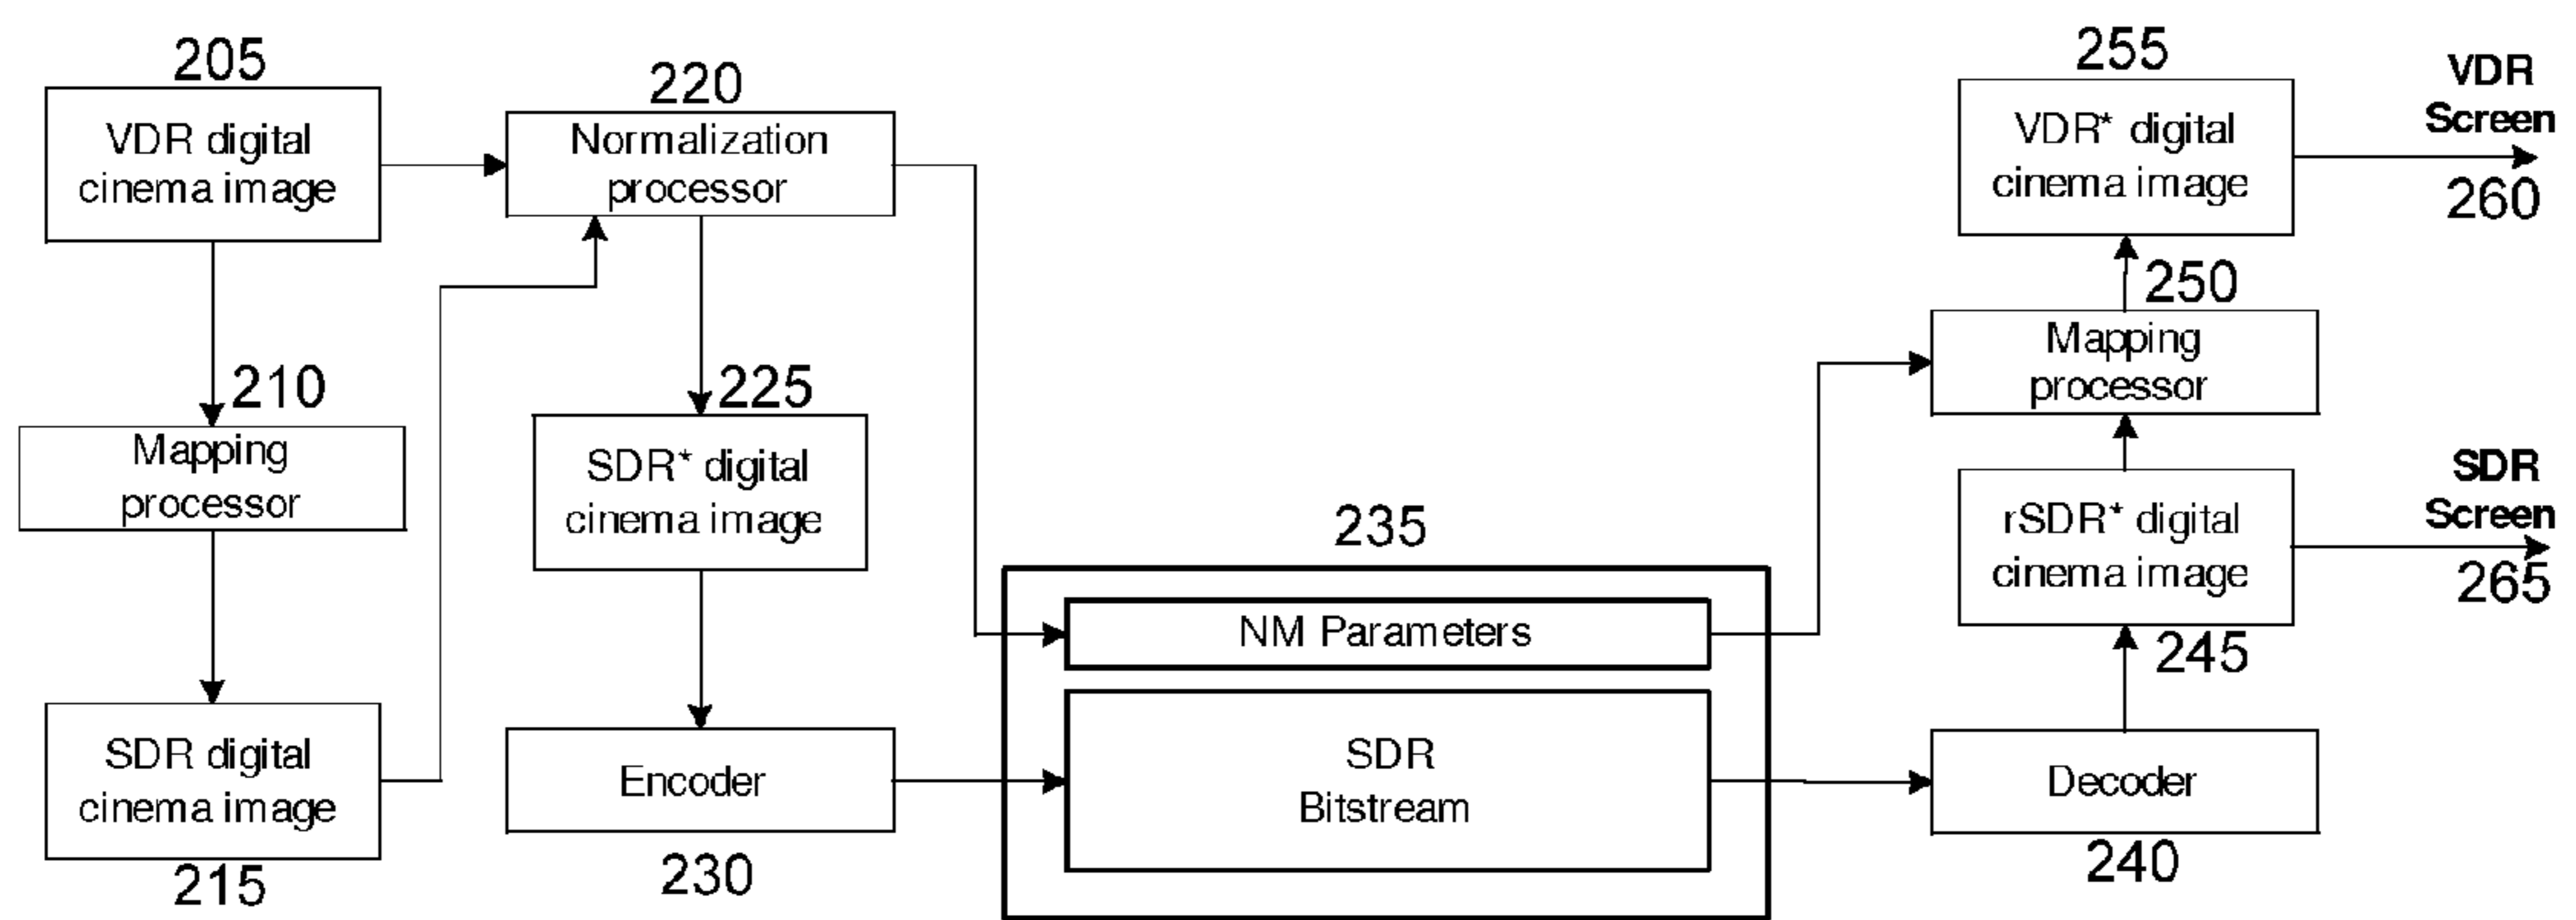 205
VDR digital
cinema image
210
Mapping
processor
SDR digital
cinema image
215
220
Normalization
processor
225
SDR* digital
cinema image
Encoder
230
235
NM Parameters
SDR
Bitstream
255
VDR* digital
cinema image
VDR
Screen
260
250
Mapping
processor
rSDR* digital
cinema image
245
SDR
Screen
265
Decoder
240